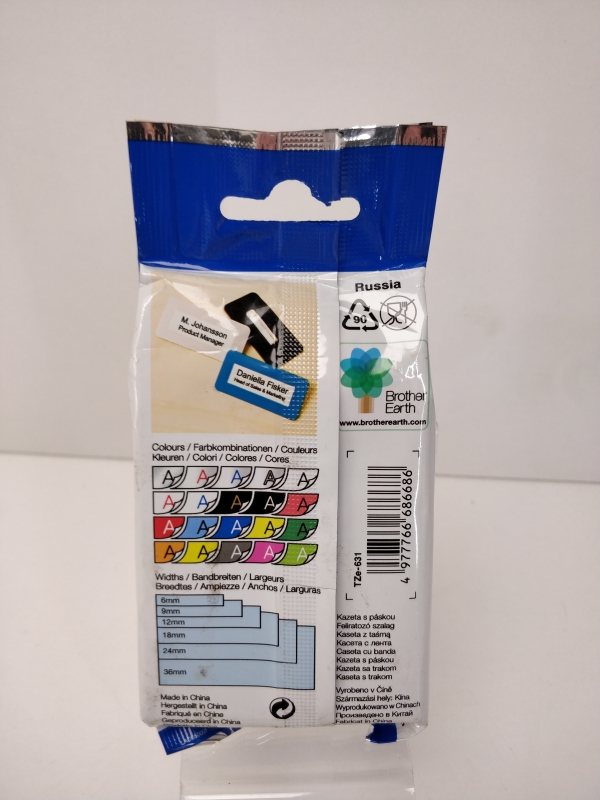 M. Johansson
Product Manager
Daniella Fisker
Head of Sales & Marketing
Colours / Farbkombinationen / Couleurs
Kleuren / Colori / Colores / Cores
A A A A A
A A A A A
A A A A A
A A A A A
Widths / Bandbreiten / Largeurs
Breedtes / Ampiezze / Anchos / Larguras
6mm
9mm
12mm
18mm
24mm
36mm
Made in China
Hergestellt in China
Fabriqué en Chine
Geproduceerd in China
Russia
90
Brother
Earth
www.brotherearth.com
TZe-631
4 977766 686686
Kazeta s páskou
Feliratozó szalag
Kaseta z taśmą
Касета с лента
Caseta cu banda
Kazeta s páskou
Kaseta sa trakom
Kaseta s trakom
Vyrobeno v Číně
Származási hely: Kína
Wyprodukowano w Chinach
Произведено в Китай
Fabricat in China